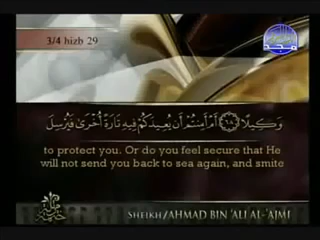 3/4 hizb 29
وَكِيلًا ﴿٦٨﴾ أَمْ أَمِنتُمْ أَن يُعِيدَكُمْ فِيهِ تَارَةً أُخْرَىٰ فَيُرْسِلَ
to protect you. Or do you feel secure that He
will not send you back to sea again, and smite
SHEIKH/AHMAD BIN 'ALI AL-'AJMI